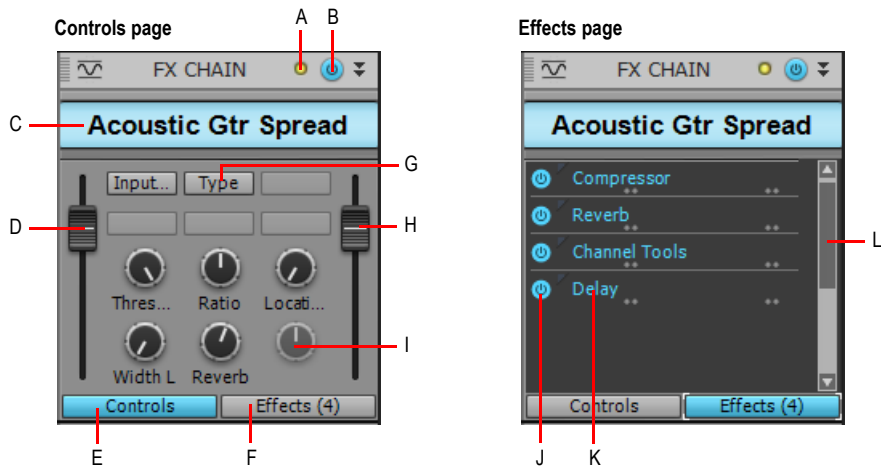 A B
Controls page
Effects page
FX CHAIN
FX CHAIN
C
Acoustic Gtr Spread
Acoustic Gtr Spread
G
Input... Type
Compressor
D
H
Reverb
L
Channel Tools
Thres... Ratio Locati...
Delay
I
Width L Reverb
Controls Effects (4)
Controls Effects (4)
E F
J K